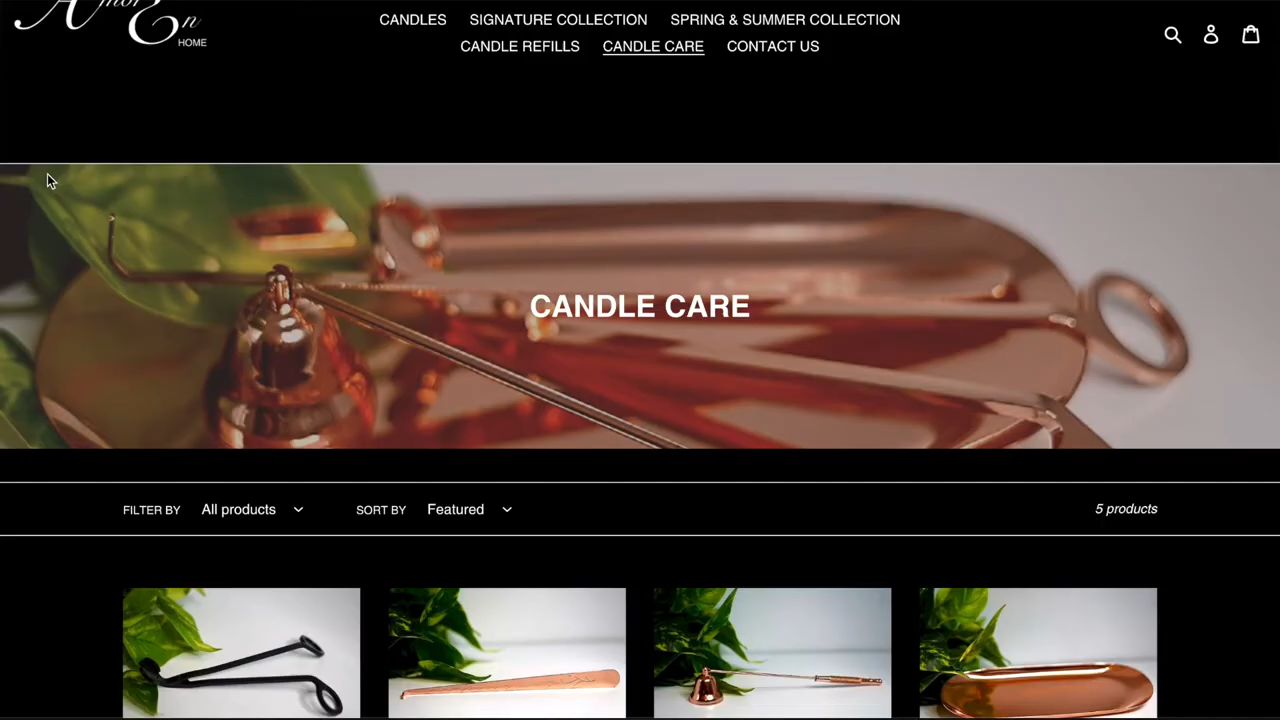 HOME
CANDLES SIGNATURE COLLECTION SPRING & SUMMER COLLECTION
CANDLE REFILLS CANDLE CARE CONTACT US
CANDLE CARE
FILTER BY All products SORT BY Featured 5 products